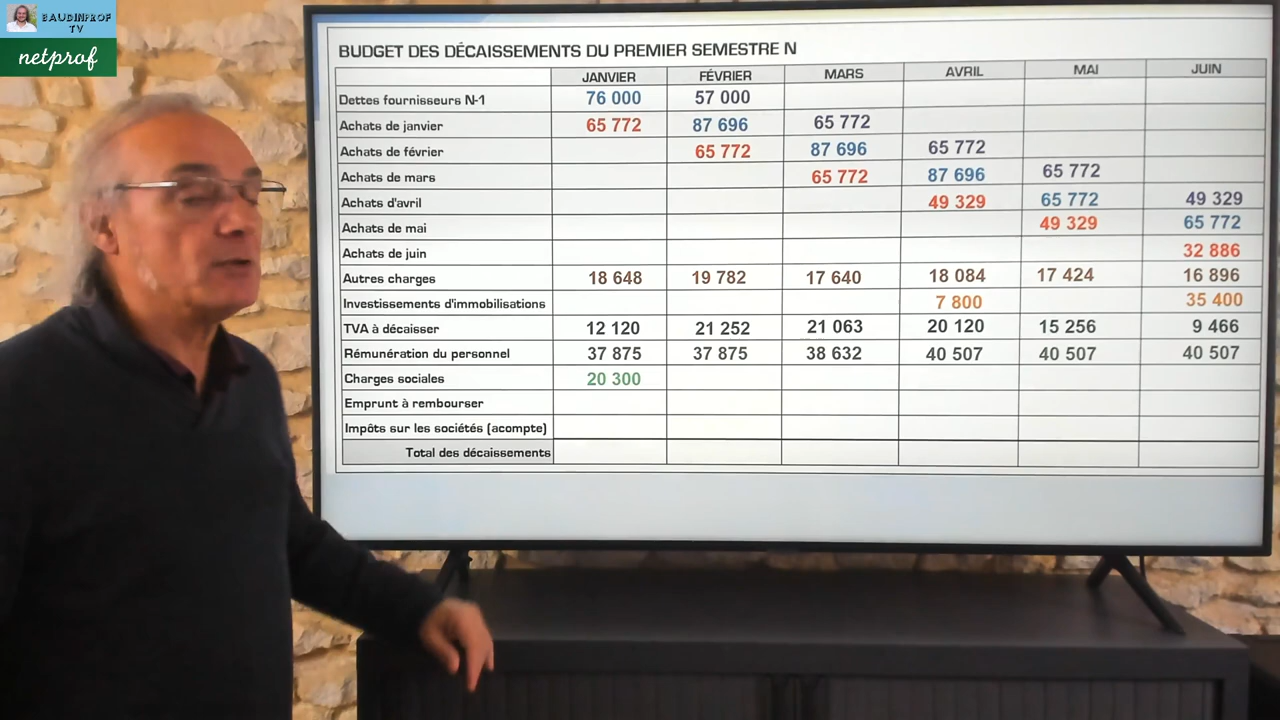 BAUDINPROF
TV
netprof
BUDGET DES DÉCAISSEMENTS DU PREMIER SEMESTRE N
JANVIER FÉVRIER MARS AVRIL MAI JUIN
Dettes fournisseurs N-1 76 000 57 000
Achats de janvier 65 772 87 696 65 772
Achats de février 65 772 87 696 65 772
Achats de mars 65 772 87 696 65 772
Achats d'avril 49 329 65 772 49 329
Achats de mai 49 329 65 772
Achats de juin 32 886
Autres charges 18 648 19 782 17 640 18 084 17 424 16 896
Investissements d'immobilisations 7 800 35 400
TVA à décaisser 12 120 21 252 21 063 20 120 15 256 9 466
Rémunération du personnel 37 875 37 875 38 632 40 507 40 507 40 507
Charges sociales 20 300
Emprunt à rembourser
Impôts sur les sociétés (acompte)
Total des décaissements